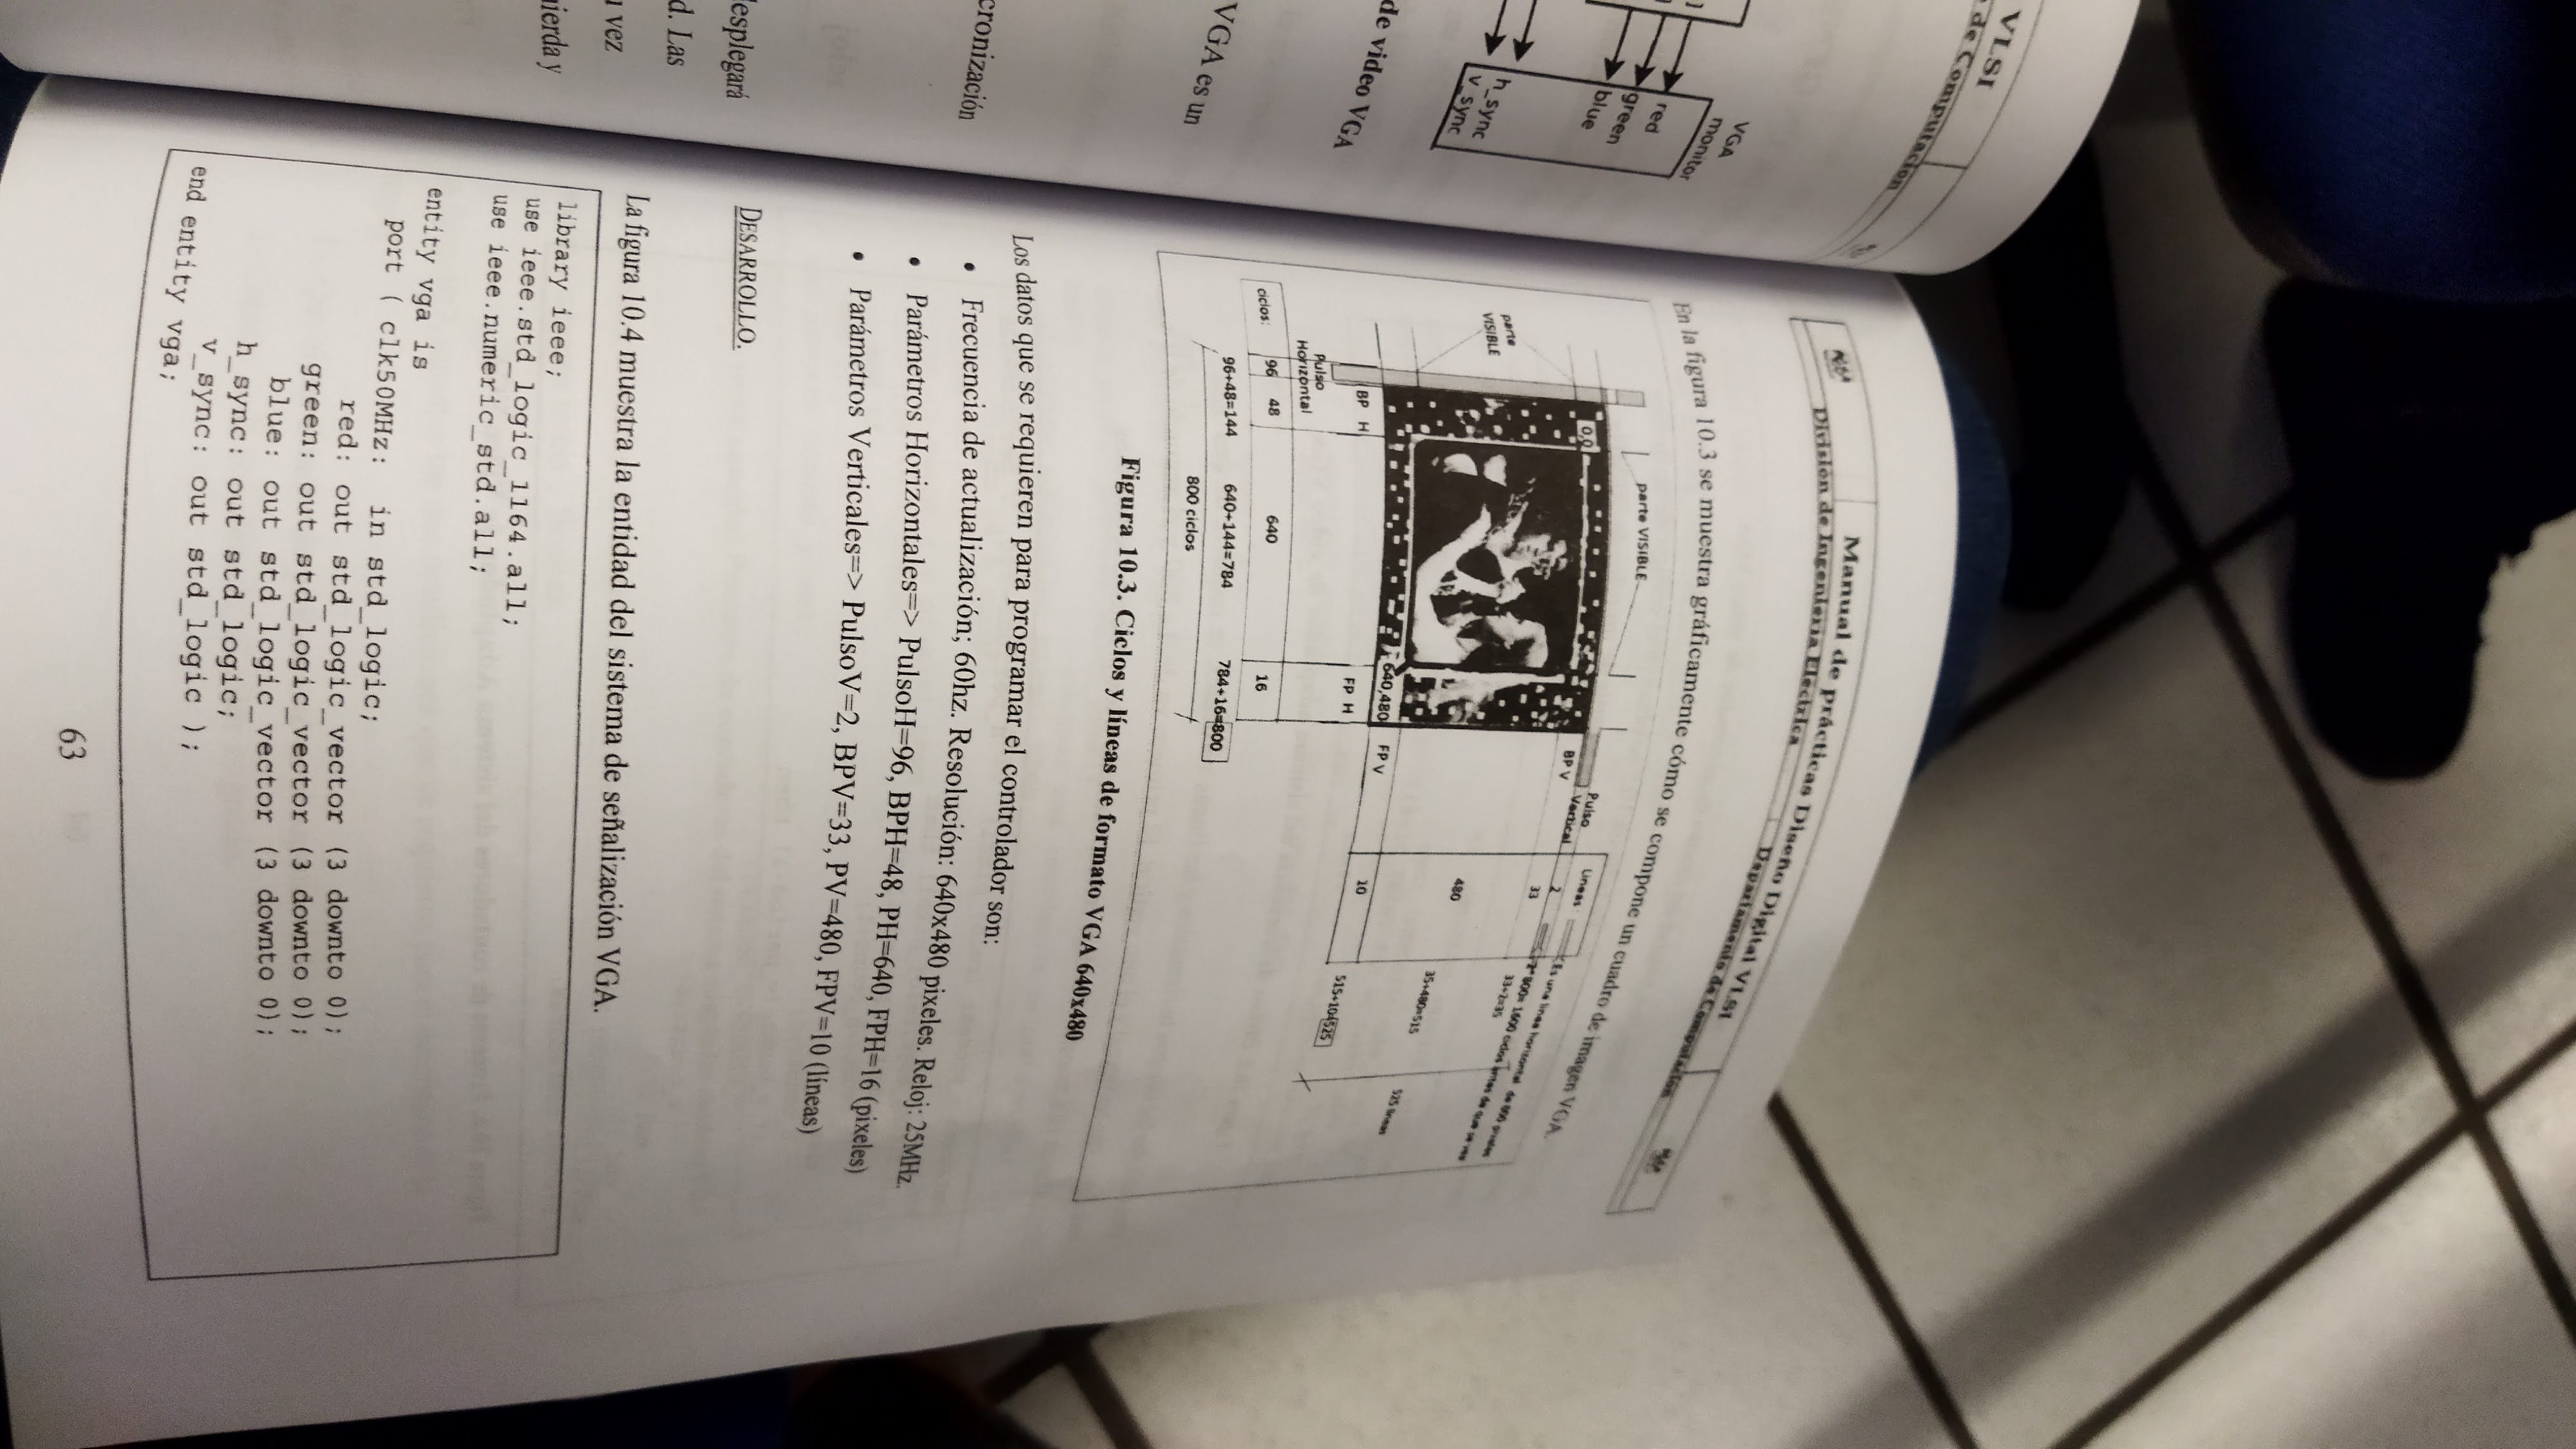 VLSI
de Computación
VGA
monitor
red
green
blue
h_sync
v_sync
de video VGA
VGA es un
cronización
desplegará
d. Las
vez
uierda y
Manual de prácticas Diseño Digital VLSI
División de Ingeniería Eléctrica
Departamento de Computación
En la figura 10.3 se muestra gráficamente cómo se compone un cuadro de imagen VGA.
parte VISIBLE
0,0
parte
VISIBLE
640,480
BP V
Pulso
Vertical
FP V
Lineas:
2
33
480
10
Es una linea horizontal de 800 pixeles
2*800= 1600 ciclos antes de que se vea
33+2=35
35+480=515
515+10=525
525 lineas
BP H
FP H
Pulso
Horizontal
ciclos: 96 48 640 16
96+48=144 640+144=784 784+16=800
800 ciclos
Figura 10.3. Ciclos y líneas de formato VGA 640x480
Los datos que se requieren para programar el controlador son:
• Frecuencia de actualización; 60hz. Resolución: 640x480 pixeles. Reloj: 25MHz.
• Parámetros Horizontales=> PulsoH=96, BPH=48, PH=640, FPH=16 (pixeles)
• Parámetros Verticales=> PulsoV=2, BPV=33, PV=480, FPV=10 (líneas)
DESARROLLO.
La figura 10.4 muestra la entidad del sistema de señalización VGA.
library ieee;
use ieee.std_logic_1164.all;
use ieee.numeric_std.all;
entity vga is
port ( clk50MHz: in std_logic;
red: out std_logic_vector (3 downto 0);
green: out std_logic_vector (3 downto 0);
blue: out std_logic_vector (3 downto 0);
h_sync: out std_logic;
v_sync: out std_logic );
end entity vga;
63